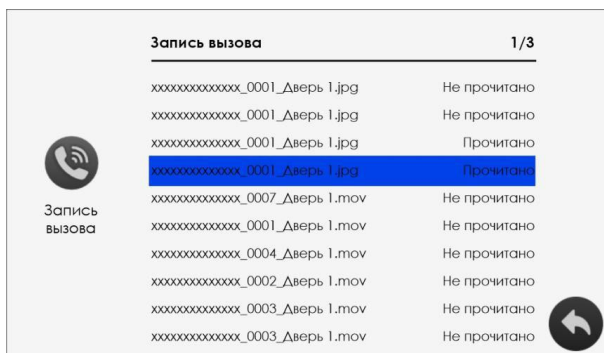 Запись вызова 1/3
xxxxxxxxxxxxxx_0001_Дверь 1.jpg Не прочитано
xxxxxxxxxxxxxx_0001_Дверь 1.jpg Не прочитано
xxxxxxxxxxxxxx_0001_Дверь 1.jpg Прочитано
xxxxxxxxxxxxxx_0001_Дверь 1.jpg Прочитано
xxxxxxxxxxxxxx_0007_Дверь 1.mov Не прочитано
xxxxxxxxxxxxxx_0001_Дверь 1.mov Не прочитано
xxxxxxxxxxxxxx_0004_Дверь 1.mov Не прочитано
xxxxxxxxxxxxxx_0002_Дверь 1.mov Не прочитано
xxxxxxxxxxxxxx_0003_Дверь 1.mov Не прочитано
xxxxxxxxxxxxxx_0003_Дверь 1.mov Не прочитано
Запись
вызова